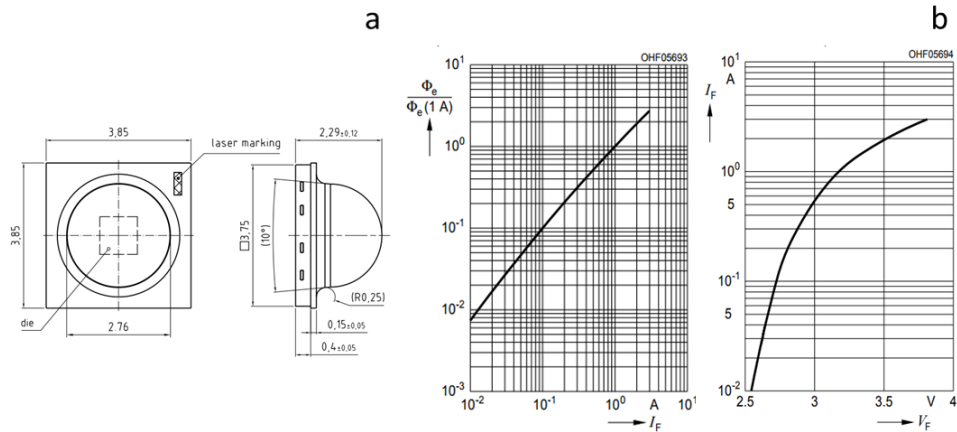 a
b
3,85
laser marking
2,29±0,12
3,85
□3,75
(10°)
(R0,25)
die
2.76
0,15±0,05
0,4±0,05
OHF05693
Φe
Φe(1 A)
10^1
10^0
10^-1
10^-2
10^-3
10^-2 10^-1 10^0 A 10^1
I_F
OHF05694
10^1
A
I_F
10^0
5
10^-1
5
10^-2
2.5 3 3.5 V 4
V_F